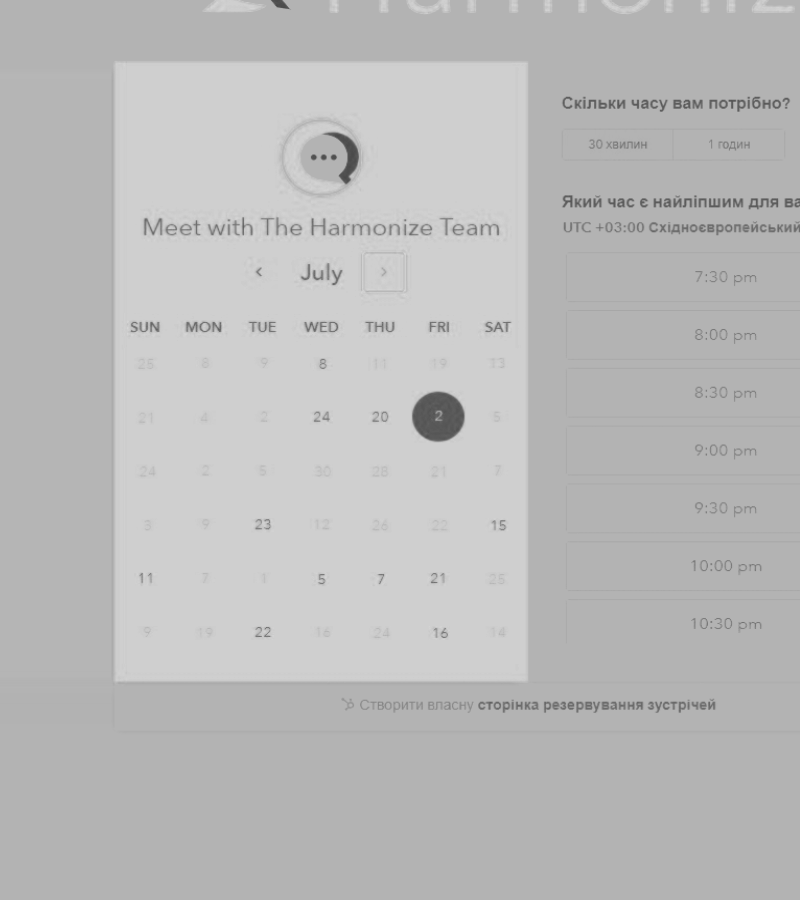 Harmoniz
Скільки часу вам потрібно?
30 хвилин 1 годин
Який час є найліпшим для ва
UTC +03:00 Східноєвропейський
7:30 pm
8:00 pm
8:30 pm
9:00 pm
9:30 pm
10:00 pm
10:30 pm
Meet with The Harmonize Team
July
SUN MON TUE WED THU FRI SAT
8 9 8 11 19 13
21 4 2 24 20 2 5
24 2 5 30 28 21 7
3 9 23 12 26 22 15
11 7 1 5 7 21
9 19 22 16 24 16 14
Створити власну сторінка резервування зустрічей